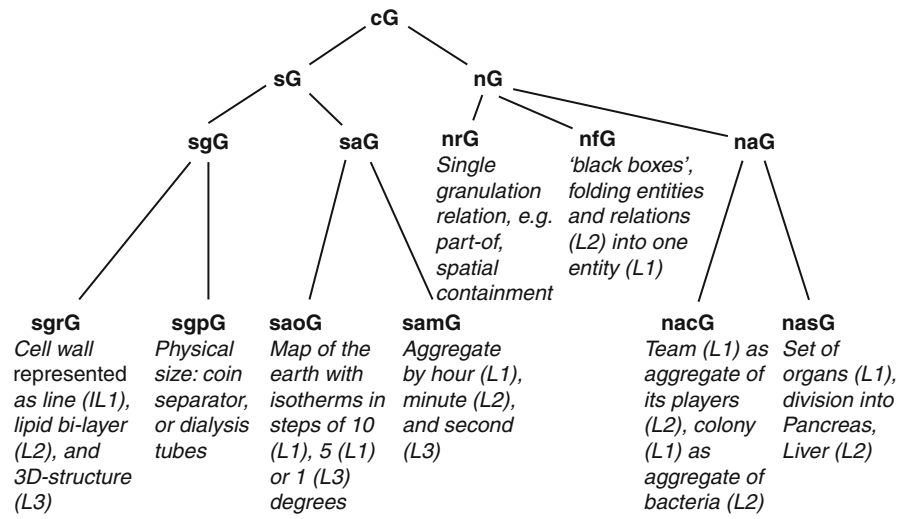 cG
sG
nG
sgG
saG
nrG
nfG
naG
Single
granulation
relation, e.g.
part-of,
spatial
containment
'black boxes',
folding entities
and relations
(L2) into one
entity (L1)
sgrG
Cell wall
represented
as line (IL1),
lipid bi-layer
(L2), and
3D-structure
(L3)
sgpG
Physical
size: coin
separator,
or dialysis
tubes
saoG
Map of the
earth with
isotherms in
steps of 10
(L1), 5 (L1)
or 1 (L3)
degrees
samG
Aggregate
by hour (L1),
minute (L2),
and second
(L3)
nacG
Team (L1) as
aggregate of
its players
(L2), colony
(L1) as
aggregate of
bacteria (L2)
nasG
Set of
organs (L1),
division into
Pancreas,
Liver (L2)